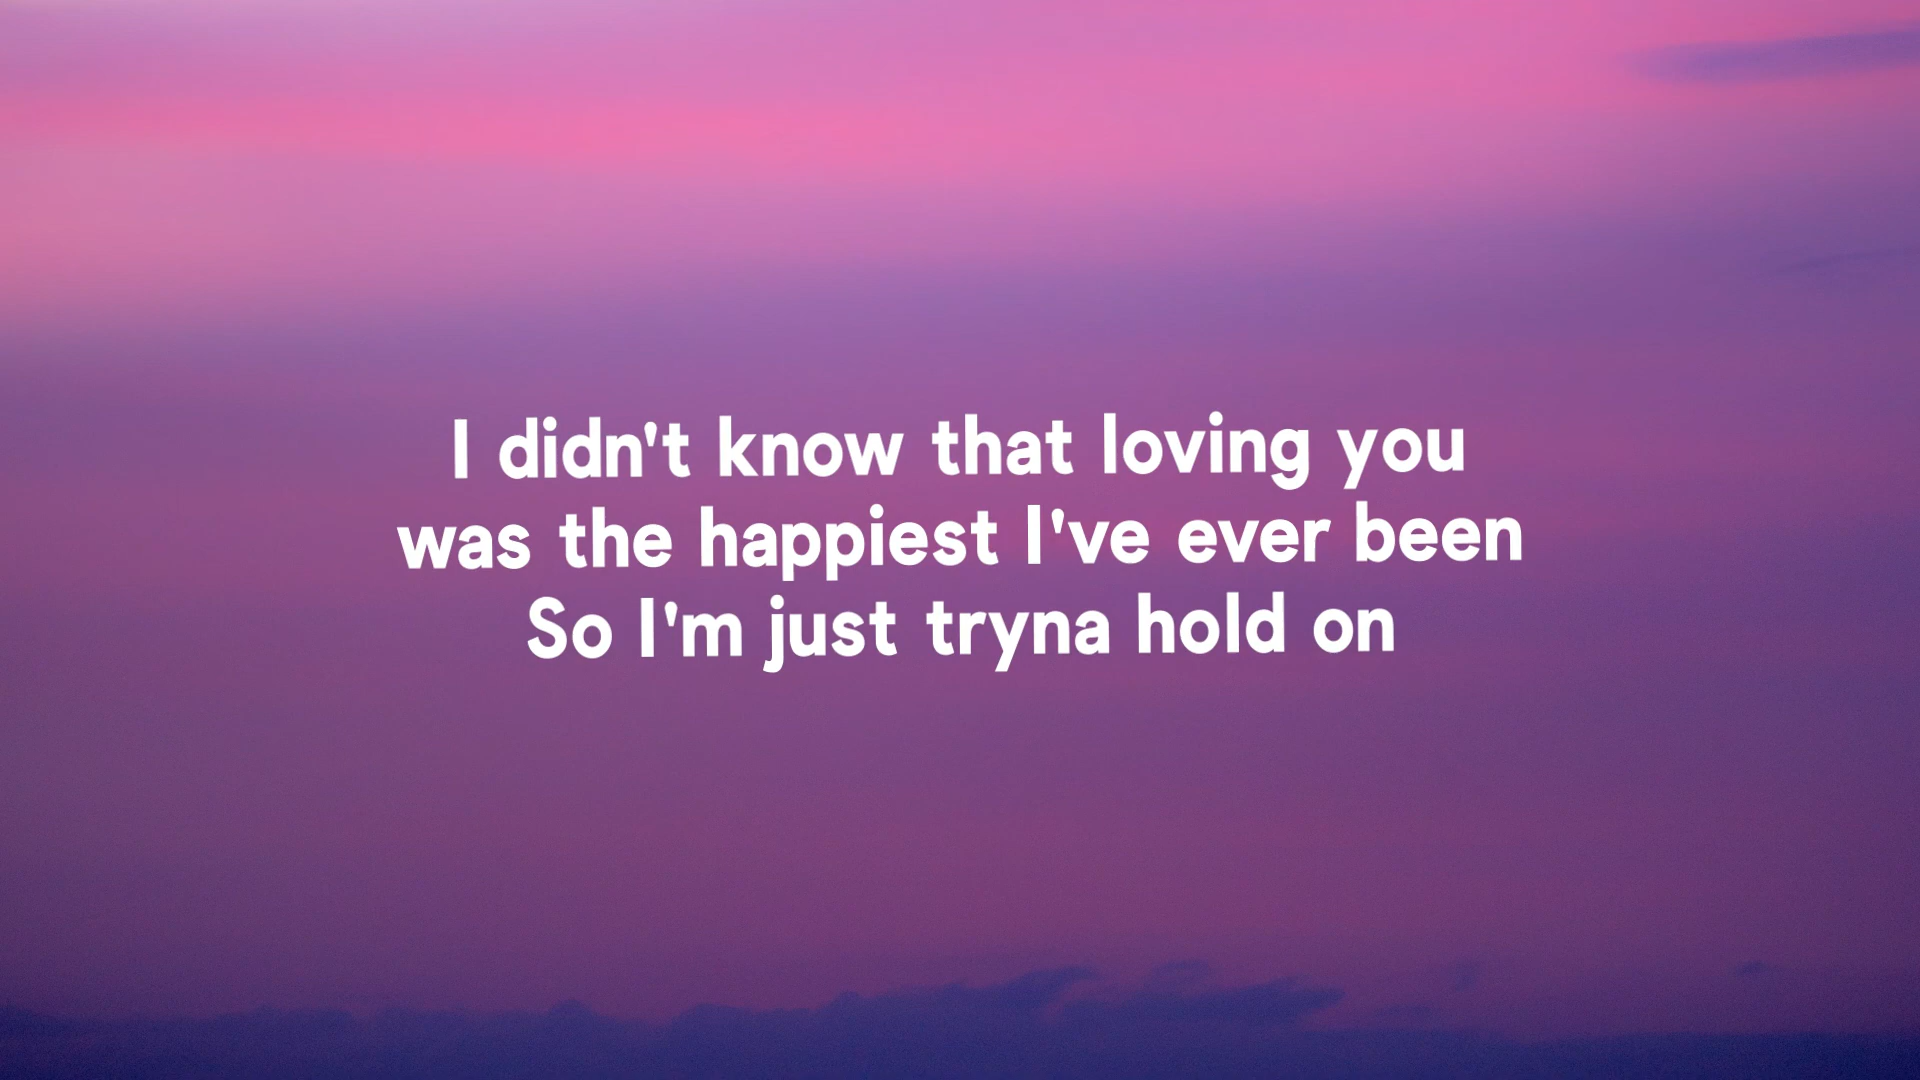 I didn't know that loving you
was the happiest I've ever been
So I'm just tryna hold on